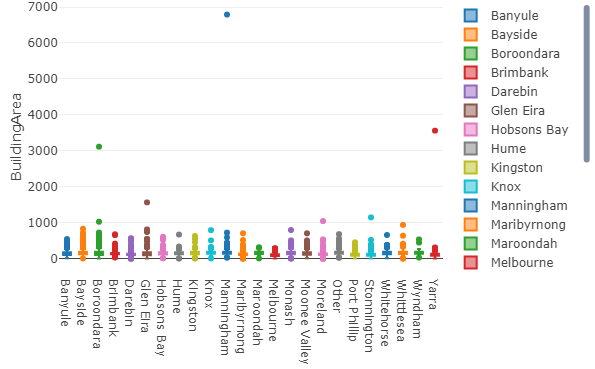 7000
6000
5000
4000
3000
2000
1000
0
BuildingArea
Banyule
Bayside
Boroondara
Brimbank
Darebin
Glen Eira
Hobsons Bay
Hume
Kingston
Knox
Manningham
Maribyrnong
Maroondah
Melbourne
Monash
Moonee Valley
Moreland
Other
Port Phillip
Stonnington
Whitehorse
Whittlesea
Wyndham
Yarra
Banyule
Bayside
Boroondara
Brimbank
Darebin
Glen Eira
Hobsons Bay
Hume
Kingston
Knox
Manningham
Maribyrnong
Maroondah
Melbourne